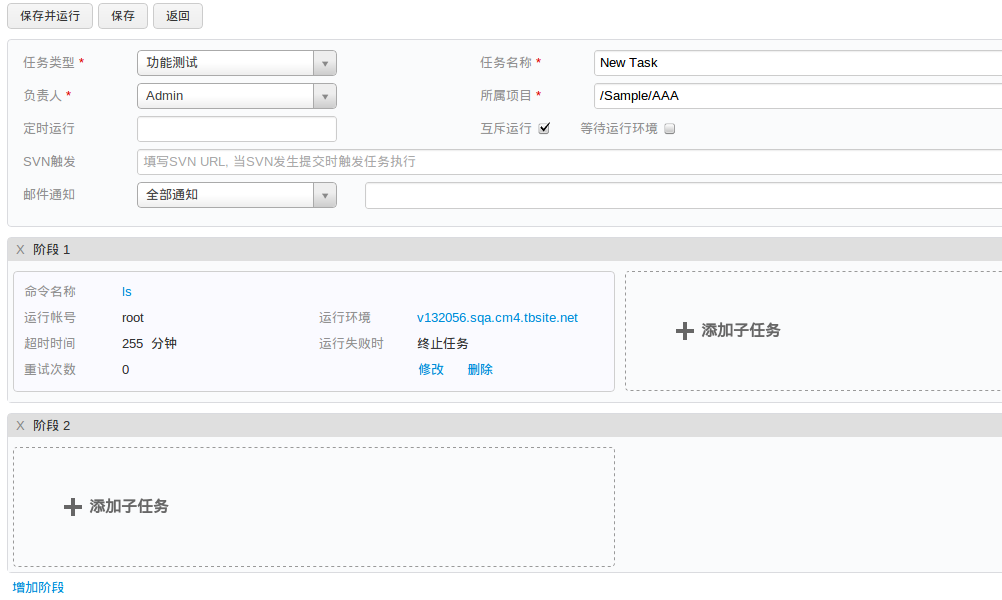 保存并运行 保存 返回
任务类型 * 功能测试 任务名称 * New Task
负责人 * Admin 所属项目 * /Sample/AAA
定时运行 互斥运行 等待运行环境
SVN触发 填写SVN URL, 当SVN发生提交时触发任务执行
邮件通知 全部通知
X 阶段 1
命令名称 ls
运行帐号 root 运行环境 v132056.sqa.cm4.tbsite.net
超时时间 255 分钟 运行失败时 终止任务
重试次数 0 修改 删除
添加子任务
X 阶段 2
添加子任务
增加阶段